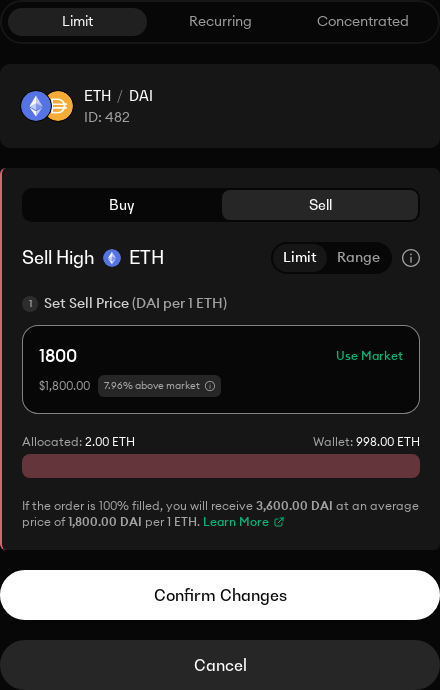 Limit Recurring Concentrated
ETH / DAI
ID: 482
Buy Sell
Sell High ETH Limit Range
1 Set Sell Price (DAI per 1 ETH)
1800 Use Market
$1,800.00 7.96% above market
Allocated: 2.00 ETH Wallet: 998.00 ETH
If the order is 100% filled, you will receive 3,600.00 DAI at an average
price of 1,800.00 DAI per 1 ETH. Learn More
Confirm Changes
Cancel